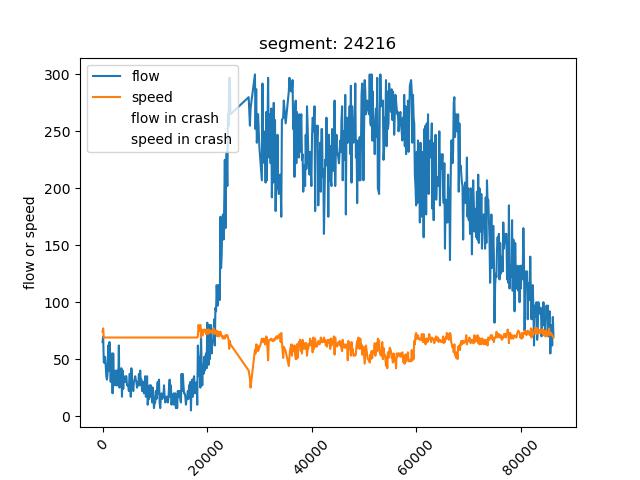 segment: 24216
300
250
200
150
100
50
0
flow or speed
flow
speed
flow in crash
speed in crash
0
20000
40000
60000
80000